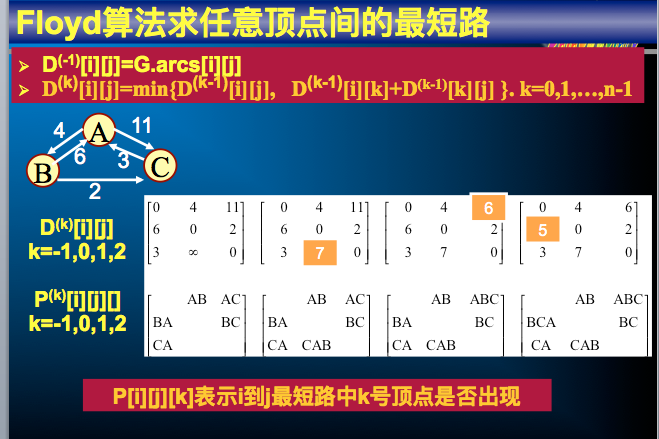 Floyd算法求任意顶点间的最短路
➢ D(-1)[i][j]=G.arcs[i][j]
➢ D(k)[i][j]=min{D(k-1)[i][j], D(k-1)[i][k]+D(k-1)[k][j] }. k=0,1,…,n-1
4 A 11
B 6 3 C
2
D(k)[i][j]
k=-1,0,1,2
0 4 11 0 4 11 0 4 6 0 4 6
6 0 2 6 0 2 6 0 2 5 0 2
3 ∞ 0 3 7 0 3 7 0 3 7 0
P(k)[i][j][]
k=-1,0,1,2
AB AC AB AC AB ABC AB ABC
BA BC BA BC BA BC BCA BC
CA CA CAB CA CAB CA CAB
P[i][j][k]表示i到j最短路中k号顶点是否出现